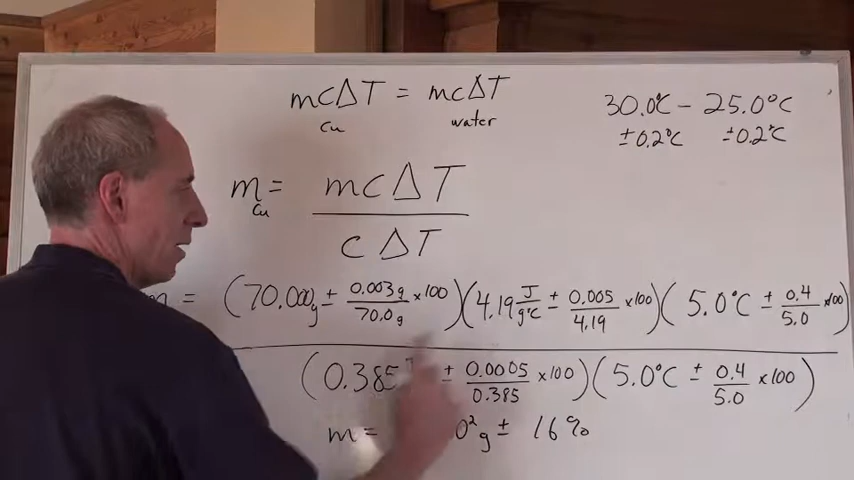 mcΔT = mcΔT 30.0°C - 25.0°C
Cu water ±0.2°C ±0.2°C
m = mcΔT
Cu cΔT
m = (70.000g ± 0.003g/70.0g ×100)(4.19 J/g°C ± 0.005/4.19 ×100)(5.0°C ± 0.4/5.0 ×100)
(0.385 ± 0.0005/0.385 ×100)(5.0°C ± 0.4/5.0 ×100)
m = 0² g ± 16%